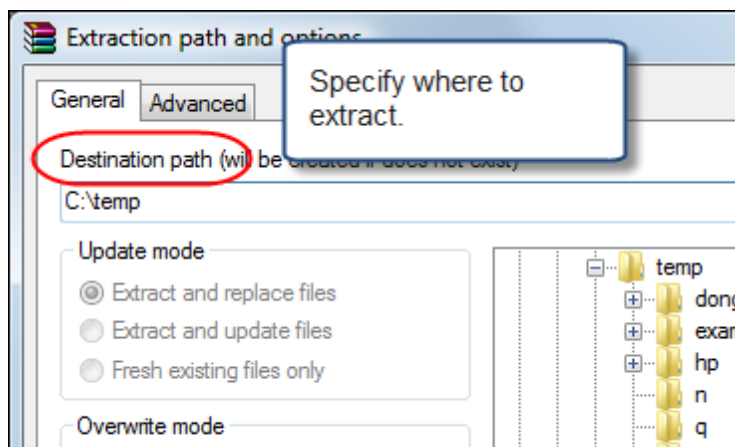 Extraction path and options
Specify where to
extract.
General Advanced
Destination path (will be created if does not exist)
C:\temp
Update mode
Extract and replace files
Extract and update files
Fresh existing files only
Overwrite mode
temp
dong
exam
hp
n
q